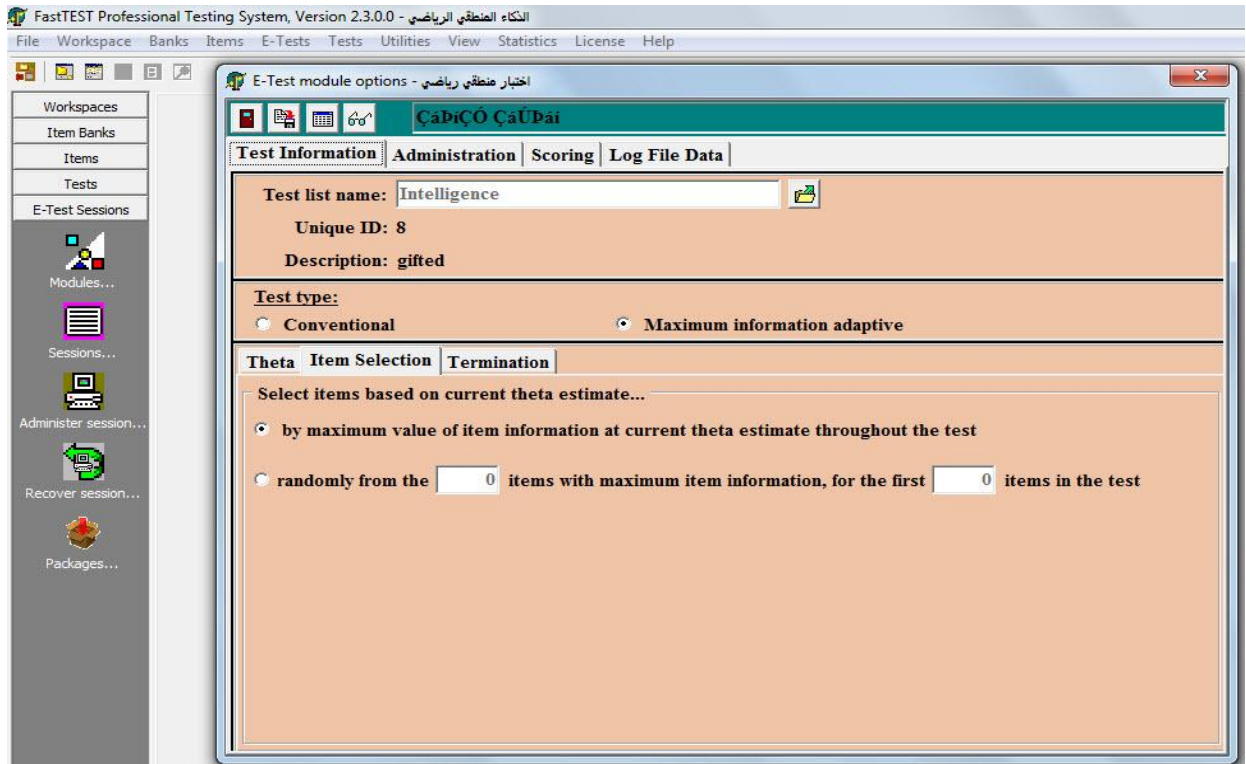 FastTEST Professional Testing System, Version 2.3.0.0 - الذكاء المنطقي الرياضي
File Workspace Banks Items E-Tests Tests Utilities View Statistics License Help
E-Test module options - اختبار منطقي رياضي
Workspaces
Item Banks
Items
Tests
E-Test Sessions
Modules...
Sessions...
Administer session...
Recover session...
Packages...
ÇáÞíÇÓ ÇáÚÞáí
Test Information Administration Scoring Log File Data
Test list name: Intelligence
Unique ID: 8
Description: gifted
Test type:
Conventional Maximum information adaptive
Theta Item Selection Termination
Select items based on current theta estimate...
by maximum value of item information at current theta estimate throughout the test
randomly from the 0 items with maximum item information, for the first 0 items in the test